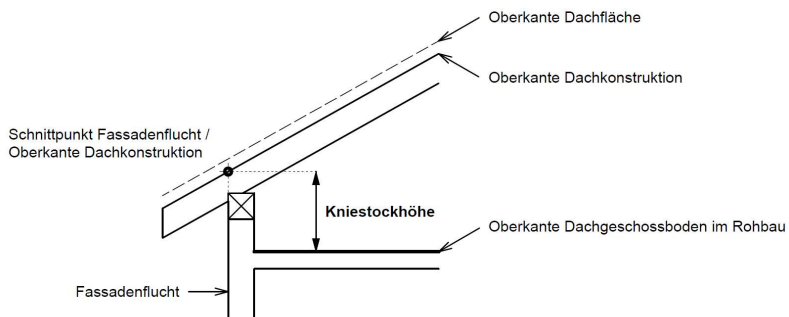 Oberkante Dachfläche
Oberkante Dachkonstruktion
Schnittpunkt Fassadenflucht /
Oberkante Dachkonstruktion
Kniestockhöhe
Oberkante Dachgeschossboden im Rohbau
Fassadenflucht